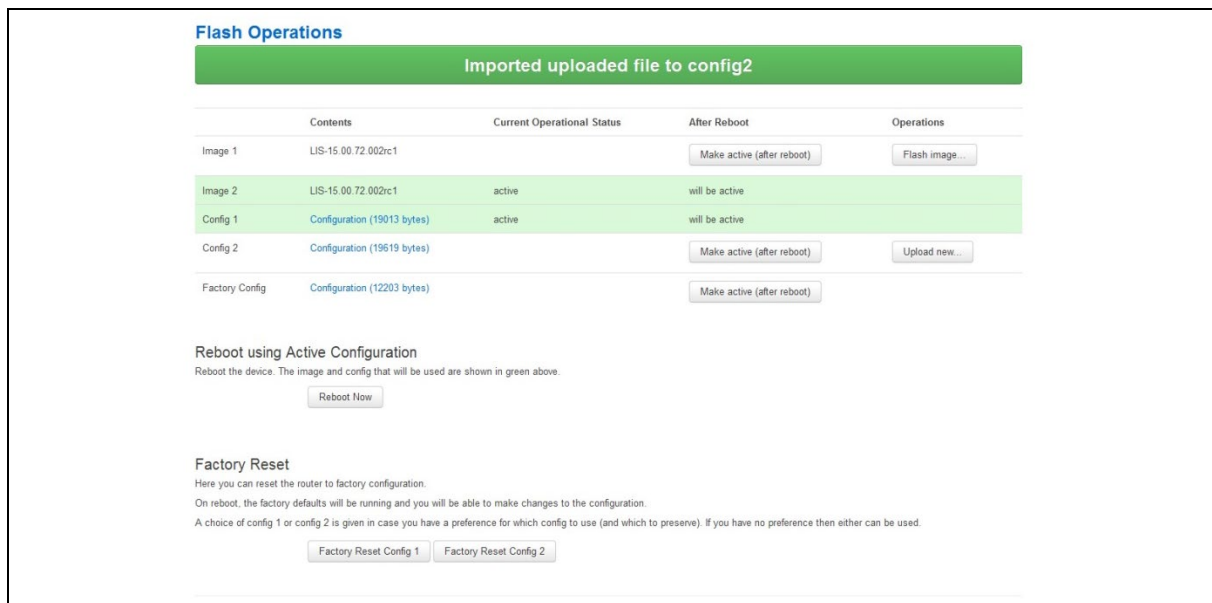 Flash Operations
Imported uploaded file to config2
Contents Current Operational Status After Reboot Operations
Image 1 LIS-15.00.72.002rc1 Make active (after reboot) Flash image...
Image 2 LIS-15.00.72.002rc1 active will be active
Config 1 Configuration (19013 bytes) active will be active
Config 2 Configuration (19619 bytes) Make active (after reboot) Upload new...
Factory Config Configuration (12203 bytes) Make active (after reboot)
Reboot using Active Configuration
Reboot the device. The image and config that will be used are shown in green above.
Reboot Now
Factory Reset
Here you can reset the router to factory configuration.
On reboot, the factory defaults will be running and you will be able to make changes to the configuration.
A choice of config 1 or config 2 is given in case you have a preference for which config to use (and which to preserve). If you have no preference then either can be used.
Factory Reset Config 1 Factory Reset Config 2